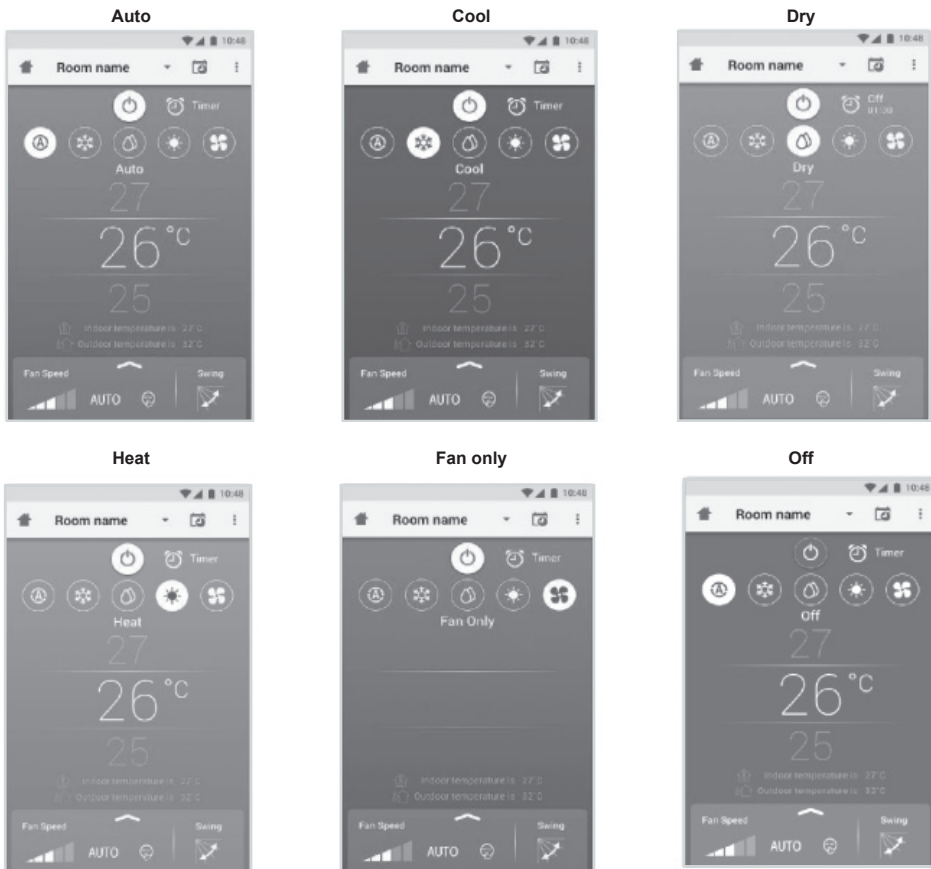 Auto
10:48
Room name
Timer
Auto
27
26°C
25
Indoor temperature is 27°C
Outdoor temperature is 32°C
Fan Speed
Swing
AUTO
Cool
10:48
Room name
Timer
Cool
27
26°C
25
Indoor temperature is 27°C
Outdoor temperature is 32°C
Fan Speed
Swing
AUTO
Dry
10:48
Room name
Off
01:30
Dry
27
26°C
25
Indoor temperature is 27°C
Outdoor temperature is 32°C
Fan Speed
Swing
AUTO
Heat
10:48
Room name
Timer
Heat
27
26°C
25
Indoor temperature is 27°C
Outdoor temperature is 32°C
Fan Speed
Swing
AUTO
Fan only
10:48
Room name
Timer
Fan Only
Indoor temperature is 27°C
Outdoor temperature is 32°C
Fan Speed
Swing
AUTO
Off
10:48
Room name
Timer
Off
27
26°C
25
Indoor temperature is 27°C
Outdoor temperature is 32°C
Fan Speed
Swing
AUTO